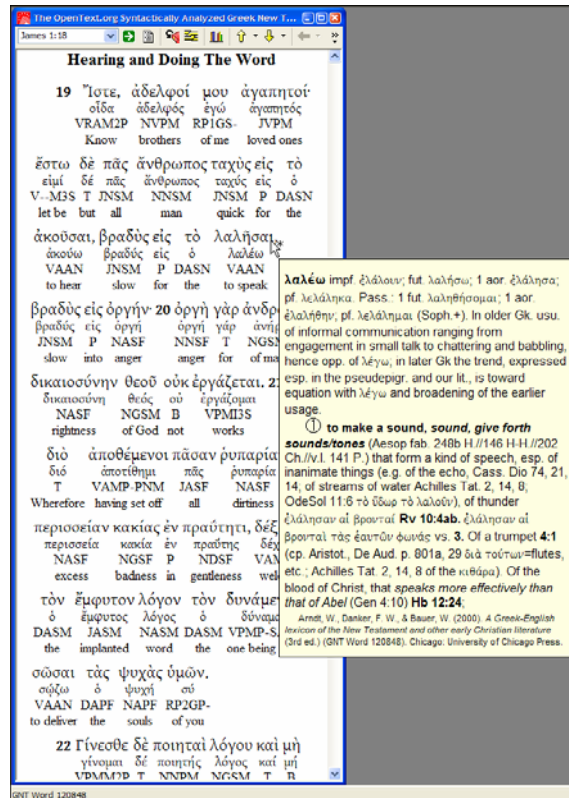 The OpenText.org Syntactically Analyzed Greek New T...
James 1:18
Hearing and Doing The Word
19 Ἴστε, ἀδελφοί μου ἀγαπητοί·
οἶδα ἀδελφός ἐγώ ἀγαπητός
VRAM2P NVPM RP1GS- JVPM
Know brothers of me loved ones
ἔστω δὲ πᾶς ἄνθρωπος ταχὺς εἰς τὸ
εἰμί δέ πᾶς ἄνθρωπος ταχύς εἰς ὁ
V--M3S T JNSM NNSM JNSM P DASN
let be but all man quick for the
ἀκοῦσαι, βραδὺς εἰς τὸ λαλῆσαι,
ἀκούω βραδύς εἰς ὁ λαλέω
VAAN JNSM P DASN VAAN
to hear slow for the to speak
βραδὺς εἰς ὀργήν· 20 ὀργὴ γὰρ ἀνδρ
βραδύς εἰς ὀργή ὀργή γάρ ἀνήρ
JNSM P NASF NNSF T NGSM
slow into anger anger for of ma
δικαιοσύνην θεοῦ οὐκ ἐργάζεται. 2
δικαιοσύνη θεός οὐ ἐργάζομαι
NASF NGSM B VPMI3S
rightness of God not works
διὸ ἀποθέμενοι πᾶσαν ῥυπαρία
διό ἀποτίθημι πᾶς ῥυπαρία
T VAMP-PNM JASF NASF
Wherefore having set off all dirtiness
περισσείαν κακίας ἐν πραΰτητι, δέξ
περισσεία κακία ἐν πραΰτης δέχ
NASF NGSF P NDSF VAM
excess badness in gentleness wel
τὸν ἔμφυτον λόγον τὸν δυνάμε
ὁ ἔμφυτος λόγος ὁ δύναμα
DASM JASM NASM DASM VPMP-S
the implanted word the one being
σῶσαι τὰς ψυχὰς ὑμῶν.
σῴζω ὁ ψυχή σύ
VAAN DAPF NAPF RP2GP-
to deliver the souls of you
22 Γίνεσθε δὲ ποιηταὶ λόγου καὶ μὴ
γίνομαι δέ ποιητής λόγος καί μή
VPMM2P T NNPM NGSM T B
λαλέω impf. ἐλάλουν; fut. λαλήσω; 1 aor. ἐλάλησα;
pf. λελάληκα. Pass.: 1 fut. λαληθήσομαι; 1 aor.
ἐλαλήθην; pf. λελάλημαι (Soph.+). In older Gk. usu.
of informal communication ranging from
engagement in small talk to chattering and babbling,
hence opp. of λέγω; in later Gk the trend, expressed
esp. in the pseudepigr. and our lit., is toward
equation with λέγω and broadening of the earlier
usage.
① to make a sound, sound, give forth
sounds/tones (Aesop fab. 248b H.//146 H-H.//202
Ch.//v.l. 141 P.) that form a kind of speech, esp. of
inanimate things (e.g. of the echo, Cass. Dio 74, 21,
14, of streams of water Achilles Tat. 2, 14, 8;
OdeSol 11:6 τὸ ὕδωρ τὸ λαλοῦν), of thunder
ἐλάλησαν αἱ βρονταί Rv 10:4ab. ἐλάλησαν αἱ
βρονταὶ τὰς ἑαυτῶν φωνάς vs. 3. Of a trumpet 4:1
(cp. Aristot., De Aud. p. 801a, 29 διὰ τούτων=flutes,
etc.; Achilles Tat. 2, 14, 8 of the κιθάρα). Of the
blood of Christ, that speaks more effectively than
that of Abel (Gen 4:10) Hb 12:24;
Arndt, W., Danker, F. W., & Bauer, W. (2000). A Greek-English
lexicon of the New Testament and other early Christian literature
(3rd ed.) (GNT Word 120848). Chicago: University of Chicago Press.
GNT Word 120848